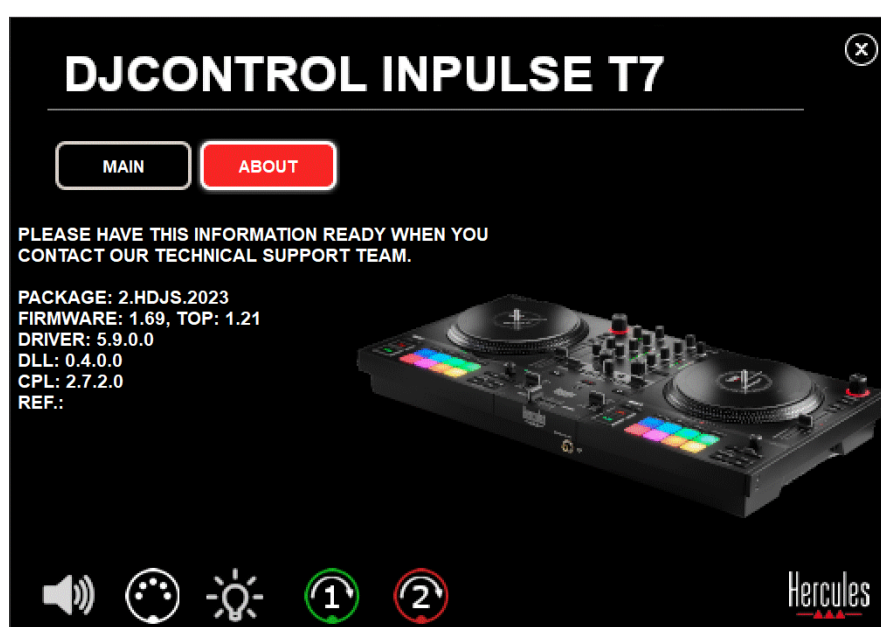 DJCONTROL INPULSE T7
MAIN
ABOUT
PLEASE HAVE THIS INFORMATION READY WHEN YOU
CONTACT OUR TECHNICAL SUPPORT TEAM.
PACKAGE: 2.HDJS.2023
FIRMWARE: 1.69, TOP: 1.21
DRIVER: 5.9.0.0
DLL: 0.4.0.0
CPL: 2.7.2.0
REF.:
1
2
Hercules